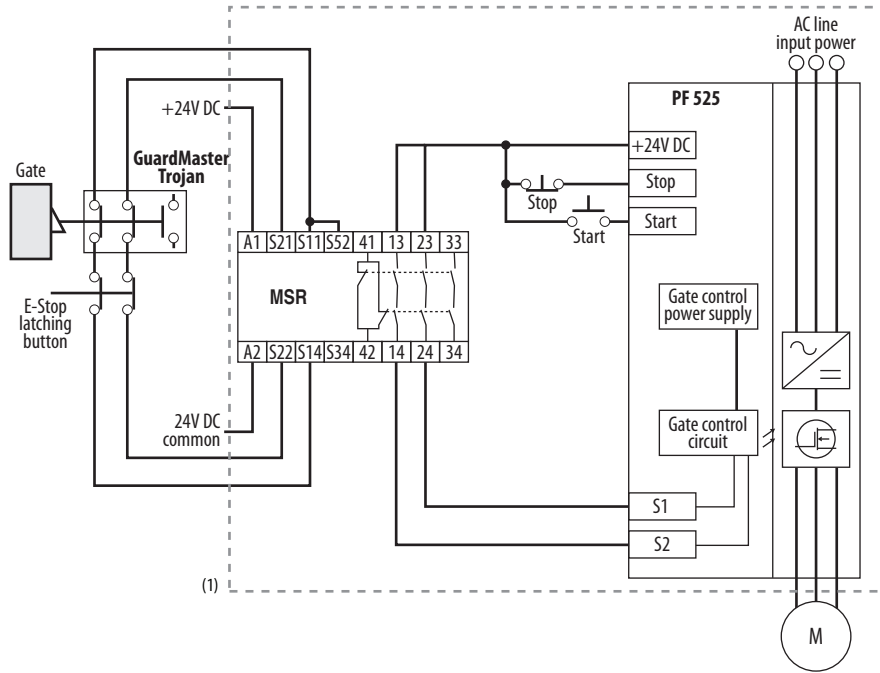 AC line
input power
PF 525
+24V DC
GuardMaster
Trojan
Gate
+24V DC
Stop
Stop
Start
Start
A1 S21 S11 S52 41 13 23 33
MSR
Gate control
power supply
E-Stop
latching
button
A2 S22 S14 S34 42 14 24 34
24V DC
common
Gate control
circuit
S1
S2
(1)
M